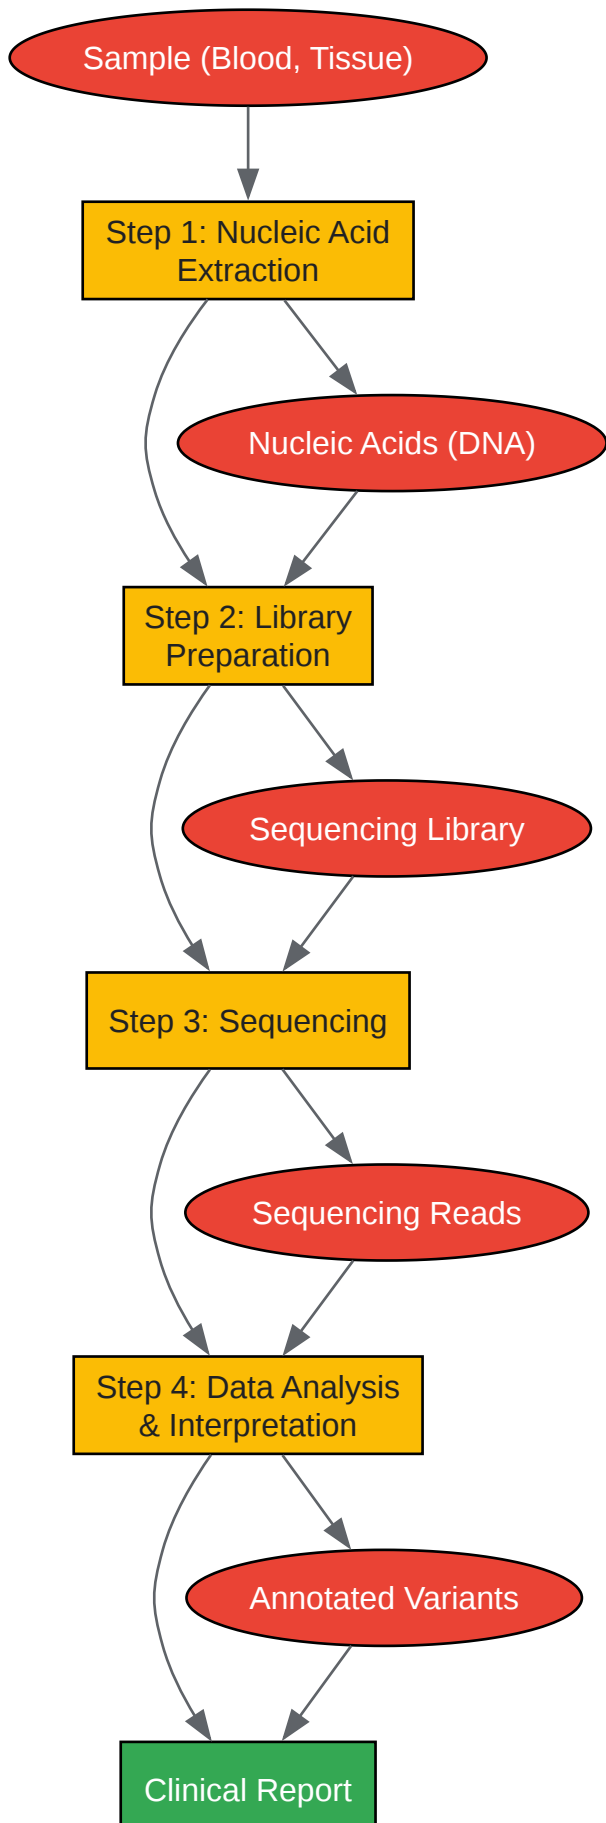 Sample (Blood, Tissue)
Step 1: Nucleic Acid
Extraction
Nucleic Acids (DNA)
Step 2: Library
Preparation
Sequencing Library
Step 3: Sequencing
Sequencing Reads
Step 4: Data Analysis
& Interpretation
Annotated Variants
Clinical Report